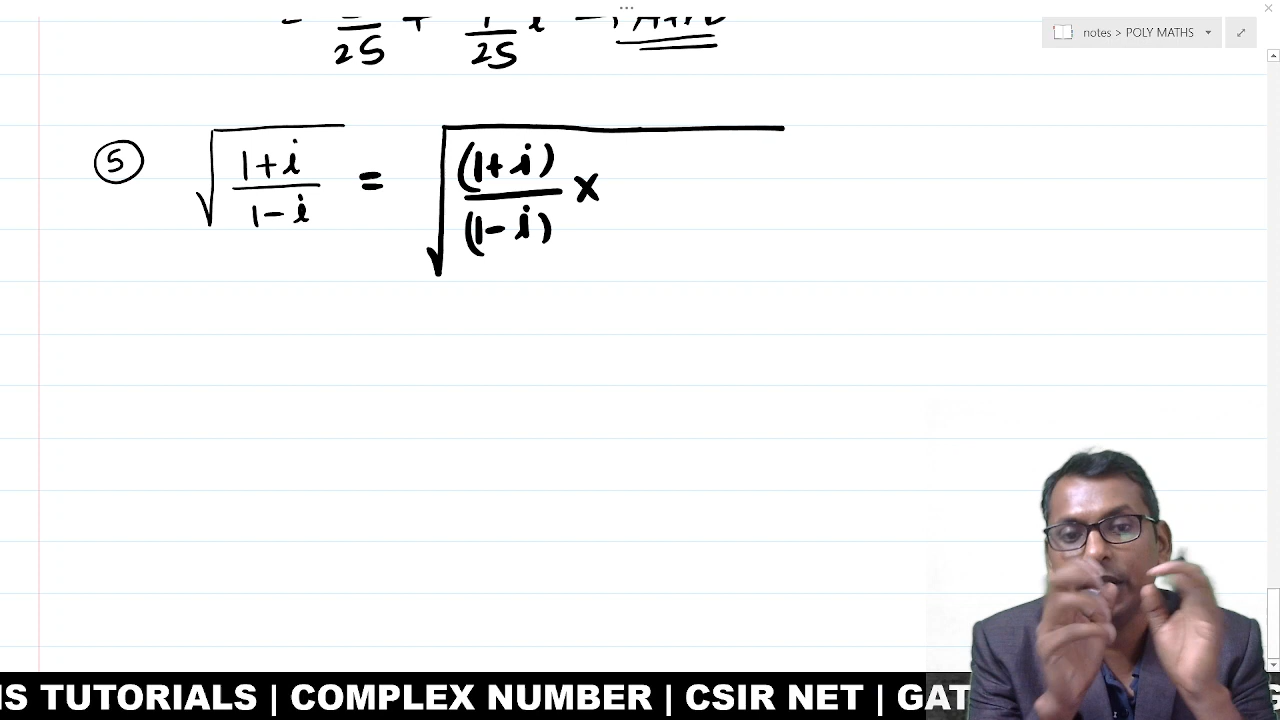 notes > POLY MATHS
25 + 25 i
5 √((1+i)/(1-i)) = √((1+i)/(1-i) ×
IS TUTORIALS | COMPLEX NUMBER | CSIR NET | GAT